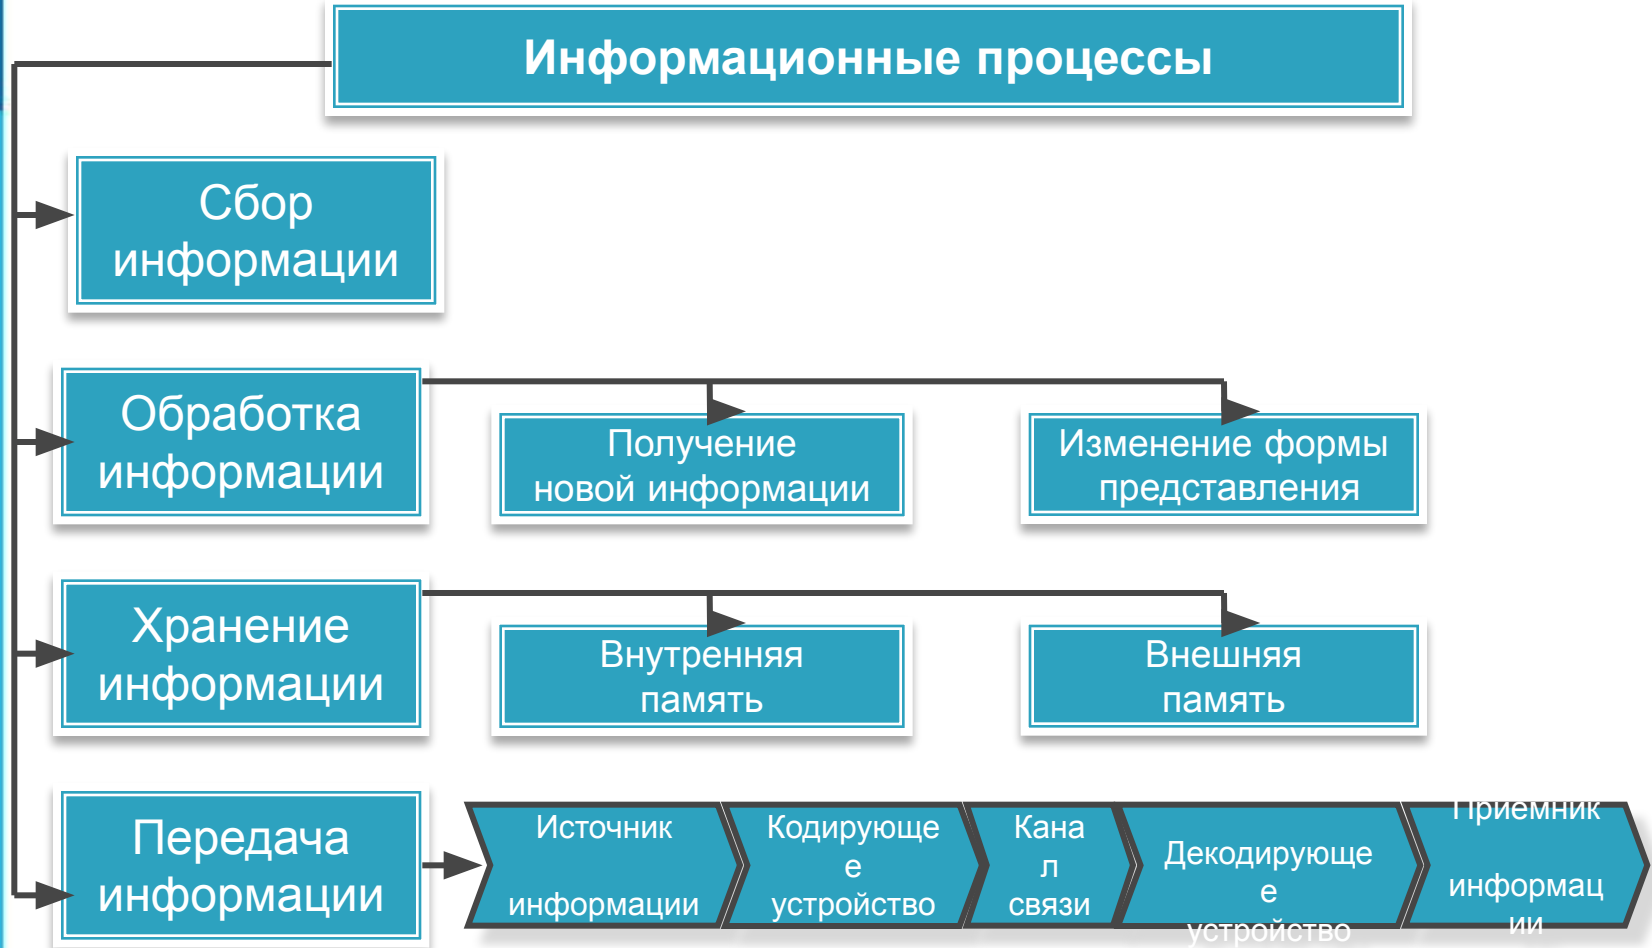 Информационные процессы
Сбор
информации
Обработка
информации
Получение
новой информации
Изменение формы
представления
Хранение
информации
Внутренняя
память
Внешняя
память
Передача
информации
Источник
информации
Кодирующе
е
устройство
Кана
л
связи
Декодирующе
е
устройство
Приемник
информац
ии